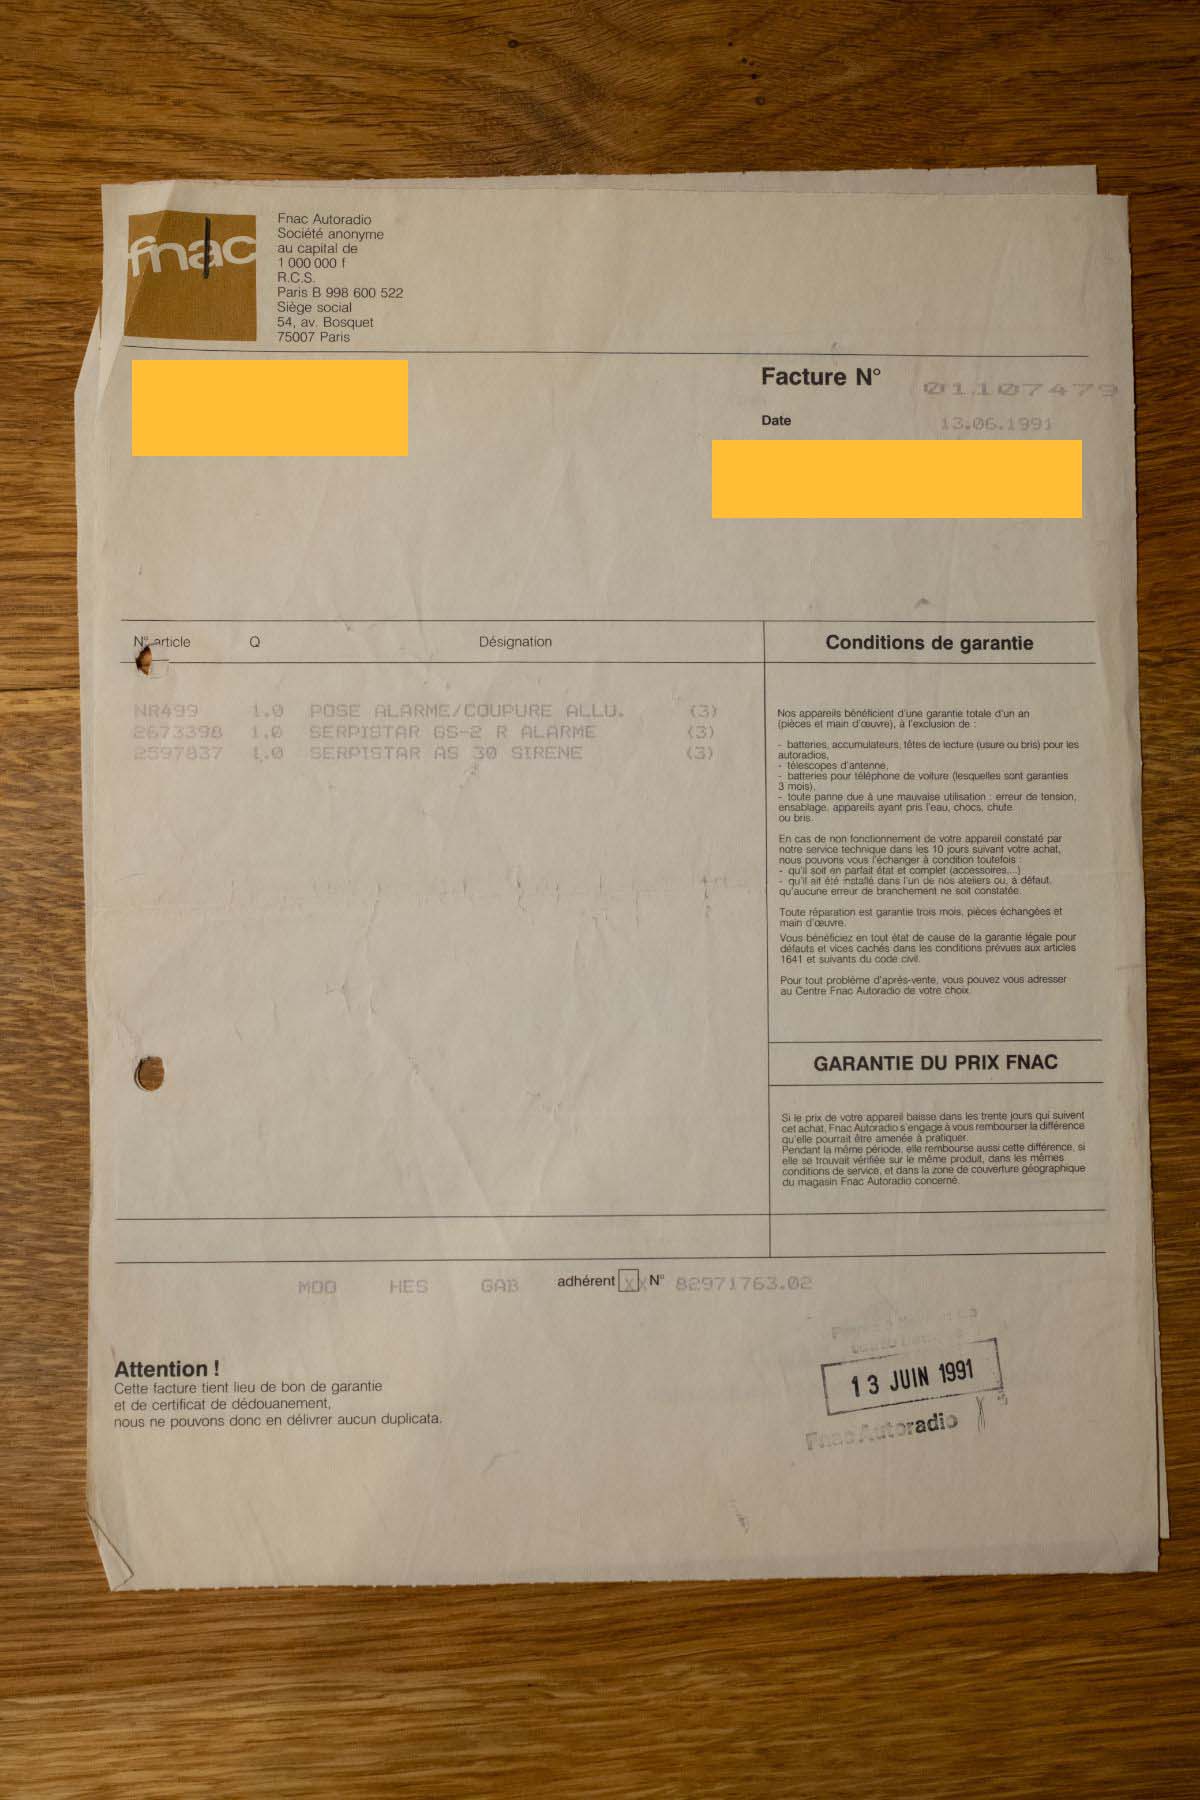 fnac
Fnac Autoradio
Société anonyme
au capital de
1 000 000 f
R.C.S.
Paris B 998 600 522
Siège social
54, av. Bosquet
75007 Paris
Facture N° 01107479
Date 13.06.1991
N° article Q Désignation
NR499 1.0 POSE ALARME/COUPURE ALLU. (3)
2673398 1.0 SERPISTAR GS-2 R ALARME (3)
2597837 1.0 SERPISTAR AS 30 SIRENE (3)
Conditions de garantie
Nos appareils bénéficient d'une garantie totale d'un an
(pièces et main d'œuvre), à l'exclusion de :
- batteries, accumulateurs, têtes de lecture (usure ou bris) pour les
autoradios,
- télescopes d'antenne,
- batteries pour téléphone de voiture (lesquelles sont garanties
3 mois),
- toute panne due à une mauvaise utilisation : erreur de tension,
ensablage, appareils ayant pris l'eau, chocs, chute.
ou bris.
En cas de non fonctionnement de votre appareil constaté par
notre service technique dans les 10 jours suivant votre achat,
nous pouvons vous l'échanger à condition toutefois :
- qu'il soit en parfait état et complet (accessoires,...)
- qu'il ait été installé dans l'un de nos ateliers ou, à défaut,
qu'aucune erreur de branchement ne soit constatée.
Toute réparation est garantie trois mois, pièces échangées et
main d'œuvre.
Vous bénéficiez en tout état de cause de la garantie légale pour
défauts et vices cachés dans les conditions prévues aux articles
1641 et suivants du code civil.
Pour tout problème d'après-vente, vous pouvez vous adresser
au Centre Fnac Autoradio de votre choix.
GARANTIE DU PRIX FNAC
Si le prix de votre appareil baisse dans les trente jours qui suivent
cet achat, Fnac Autoradio s'engage à vous rembourser la différence
qu'elle pourrait être amenée à pratiquer.
Pendant la même période, elle rembourse aussi cette différence, si
elle se trouvait vérifiée sur le même produit, dans les mêmes
conditions de service, et dans la zone de couverture géographique
du magasin Fnac Autoradio concerné.
MDD HES GAB adhérent XX N° 82971763.02
Attention !
Cette facture tient lieu de bon de garantie
et de certificat de dédouanement,
nous ne pouvons donc en délivrer aucun duplicata.
13 JUIN 1991
Fnac Autoradio